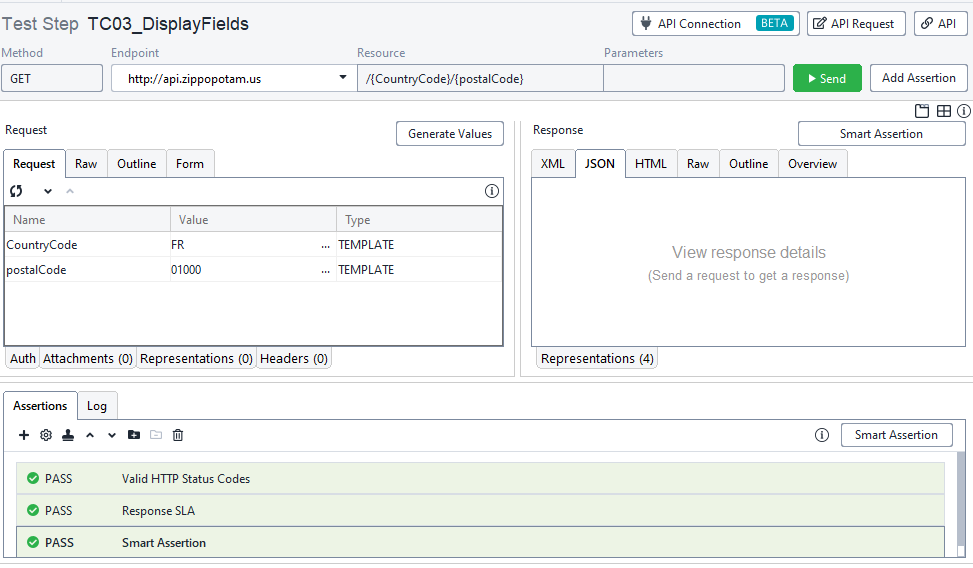 Test Step TC03_DisplayFields
API Connection BETA API Request API
Method Endpoint Resource Parameters
GET http://api.zippopotam.us /{CountryCode}/{postalCode} Send Add Assertion
Request Generate Values
Request Raw Outline Form
Name Value Type
CountryCode FR ... TEMPLATE
postalCode 01000 ... TEMPLATE
Auth Attachments (0) Representations (0) Headers (0)
Response Smart Assertion
XML JSON HTML Raw Outline Overview
View response details
(Send a request to get a response)
Representations (4)
Assertions Log
Smart Assertion
PASS Valid HTTP Status Codes
PASS Response SLA
PASS Smart Assertion